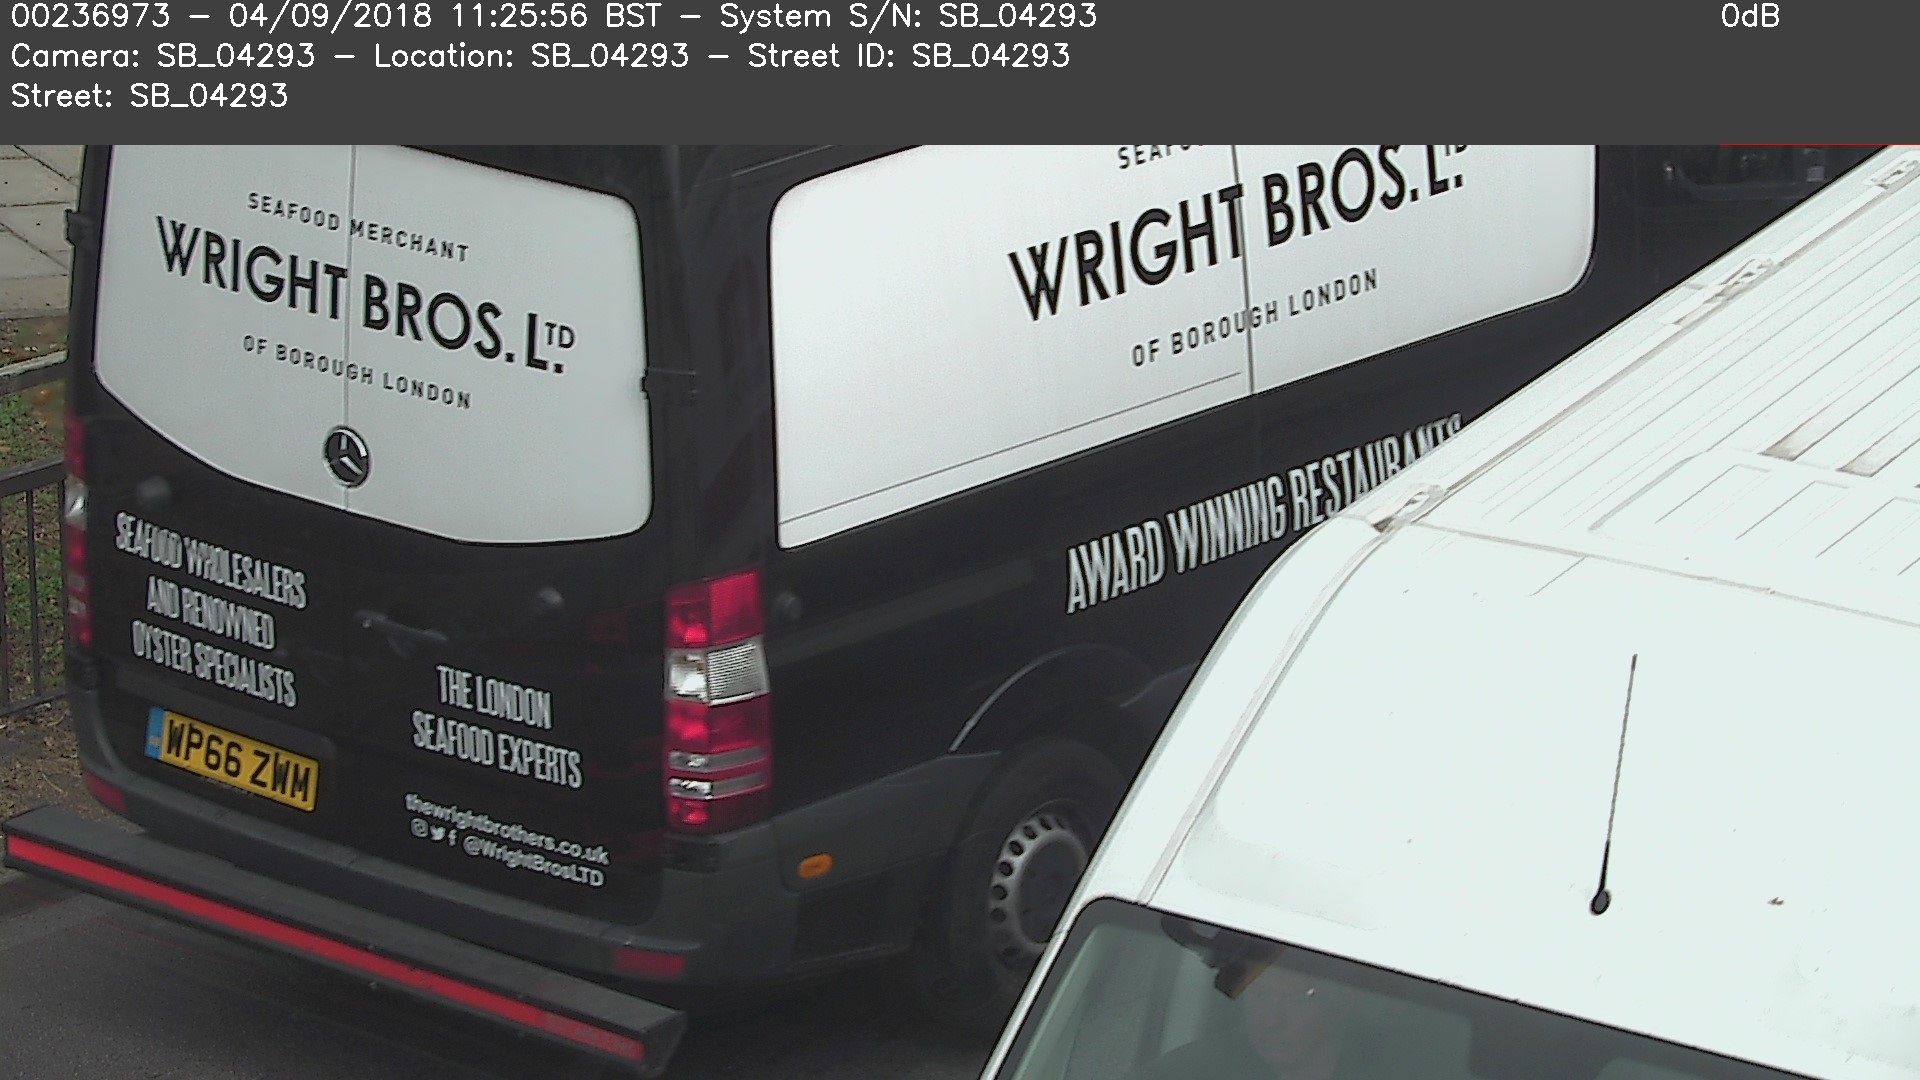 00236973 - 04/09/2018 11:25:56 BST - System S/N: SB_04293
0dB
Camera: SB_04293 - Location: SB_04293 - Street ID: SB_04293
Street: SB_04293
SEAFOOD MERCHANT
WRIGHT BROS. LTD
OF BOROUGH LONDON
SEAFOOD WHOLESALERS
AND RENOWNED
OYSTER SPECIALISTS
WP66 ZWM
THE LONDON
SEAFOOD EXPERTS
thewrightbrothers.co.uk
@WrightBrosLTD
WRIGHT BROS. LTD
OF BOROUGH LONDON
AWARD WINNING RESTAURANTS